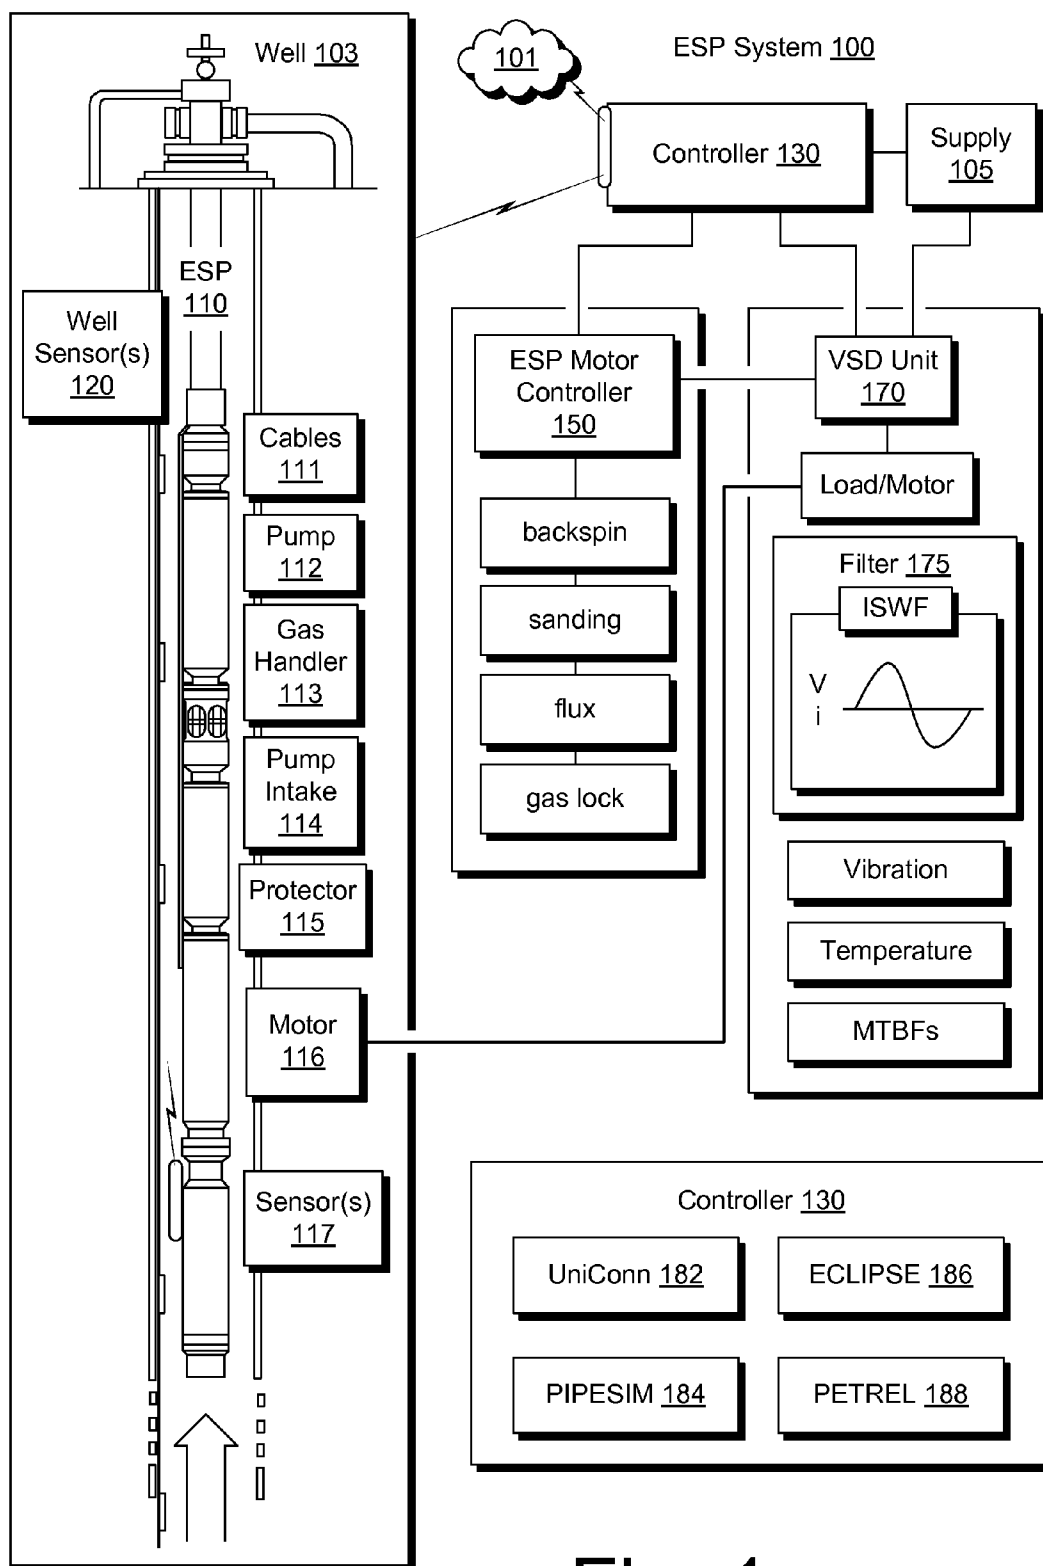 Well 103
101
ESP System 100
Controller 130
Supply
105
ESP
110
Well
Sensor(s)
120
Cables
111
Pump
112
Gas
Handler
113
Pump
Intake
114
Protector
115
Motor
116
Sensor(s)
117
ESP Motor
Controller
150
backspin
sanding
flux
gas lock
VSD Unit
170
Load/Motor
Filter 175
ISWF
V
i
Vibration
Temperature
MTBFs
Controller 130
UniConn 182
ECLIPSE 186
PIPESIM 184
PETREL 188